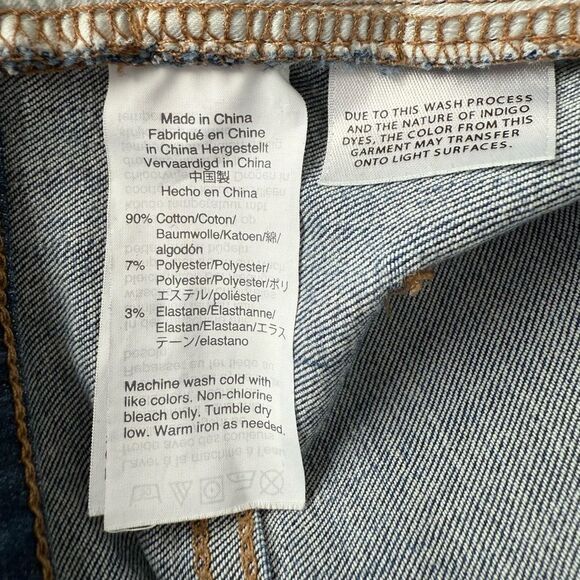 Made in China
Fabriqué en Chine
in China Hergestellt
Vervaardigd in China
中国製
Hecho en China
90% Cotton/Coton/
Baumwolle/Katoen/綿/
algodón
7% Polyester/Polyester/
Polyester/Polyester/ポリ
エステル/poliéster
3% Elastane/Élasthanne/
Elastan/Elastaan/エラス
テーン/elastano
Machine wash cold with
like colors. Non-chlorine
bleach only. Tumble dry
low. Warm iron as needed.
DUE TO THIS WASH PROCESS
AND THE NATURE OF INDIGO
DYES, THE COLOR FROM THIS
GARMENT MAY TRANSFER
ONTO LIGHT SURFACES.